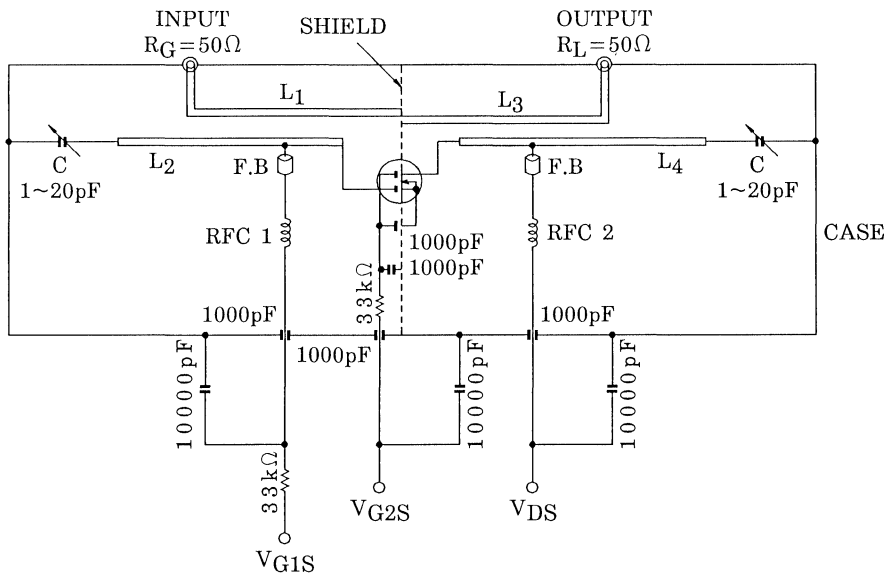 INPUT
R_G=50Ω
SHIELD
OUTPUT
R_L=50Ω
L1
L3
L2
F.B
F.B
L4
C
1~20pF
C
1~20pF
RFC 1
1000pF
1000pF
RFC 2
CASE
33kΩ
1000pF
1000pF
1000pF
10000pF
10000pF
10000pF
33kΩ
V_G2S
V_DS
V_G1S